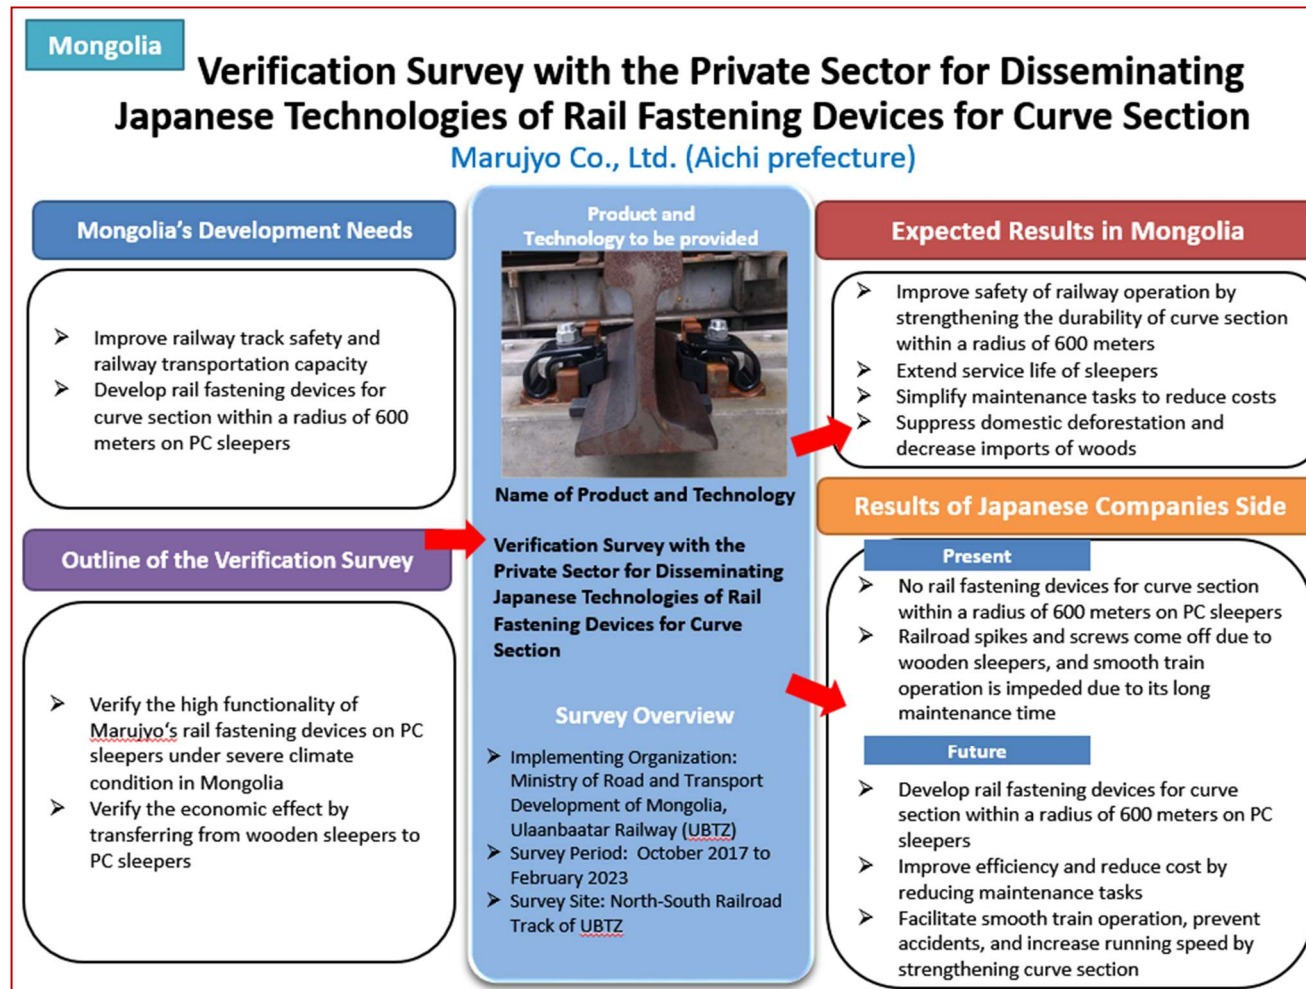 Mongolia
Verification Survey with the Private Sector for Disseminating
Japanese Technologies of Rail Fastening Devices for Curve Section
Marujyo Co., Ltd. (Aichi prefecture)
Mongolia's Development Needs
➢ Improve railway track safety and
railway transportation capacity
➢ Develop rail fastening devices for
curve section within a radius of 600
meters on PC sleepers
Outline of the Verification Survey
➢ Verify the high functionality of
Marujyo‘s rail fastening devices on PC
sleepers under severe climate
condition in Mongolia
➢ Verify the economic effect by
transferring from wooden sleepers to
PC sleepers
Product and
Technology to be provided
Name of Product and Technology
Verification Survey with the
Private Sector for Disseminating
Japanese Technologies of Rail
Fastening Devices for Curve
Section
Survey Overview
➢ Implementing Organization:
Ministry of Road and Transport
Development of Mongolia,
Ulaanbaatar Railway (UBTZ)
➢ Survey Period: October 2017 to
February 2023
➢ Survey Site: North-South Railroad
Track of UBTZ
Expected Results in Mongolia
➢ Improve safety of railway operation by
strengthening the durability of curve section
within a radius of 600 meters
➢ Extend service life of sleepers
➢ Simplify maintenance tasks to reduce costs
➢ Suppress domestic deforestation and
decrease imports of woods
Results of Japanese Companies Side
Present
➢ No rail fastening devices for curve section
within a radius of 600 meters on PC sleepers
➢ Railroad spikes and screws come off due to
wooden sleepers, and smooth train
operation is impeded due to its long
maintenance time
Future
➢ Develop rail fastening devices for curve
section within a radius of 600 meters on PC
sleepers
➢ Improve efficiency and reduce cost by
reducing maintenance tasks
➢ Facilitate smooth train operation, prevent
accidents, and increase running speed by
strengthening curve section